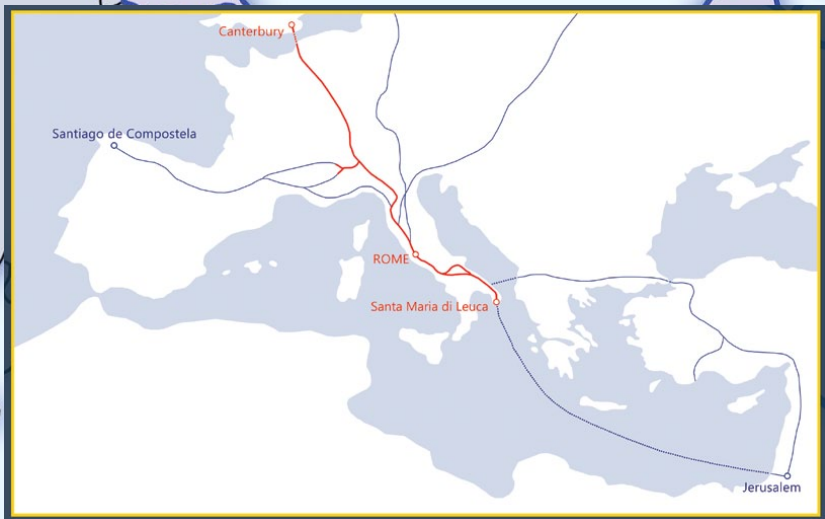 Canterbury
Santiago de Compostela
ROME
Santa Maria di Leuca
Jerusalem